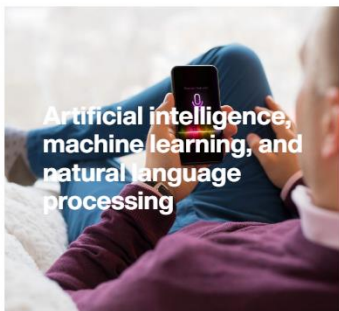 Artificial intelligence,
machine learning, and
natural language
processing